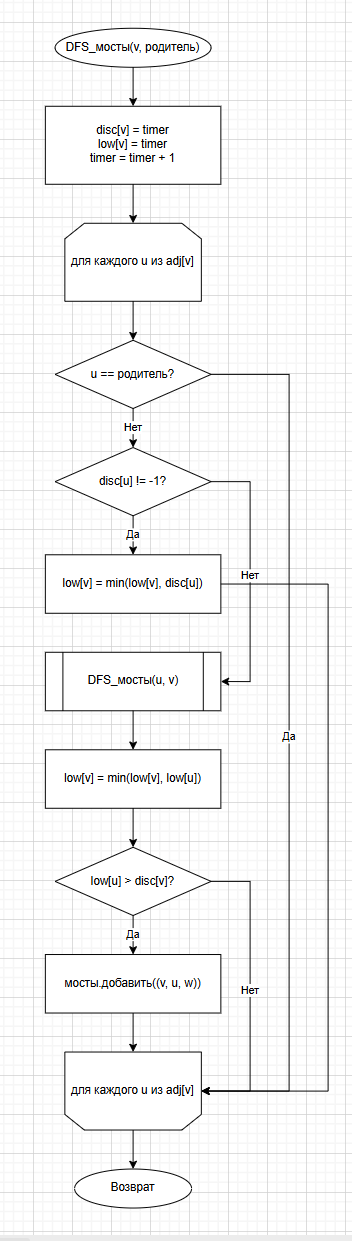 DFS_мосты(v, родитель)
disc[v] = timer
low[v] = timer
timer = timer + 1
для каждого u из adj[v]
u == родитель?
Нет
disc[u] != -1?
Да
low[v] = min(low[v], disc[u])
Нет
DFS_мосты(u, v)
Да
low[v] = min(low[v], low[u])
low[u] > disc[v]?
Да
мосты.добавить((v, u, w))
Нет
для каждого u из adj[v]
Возврат